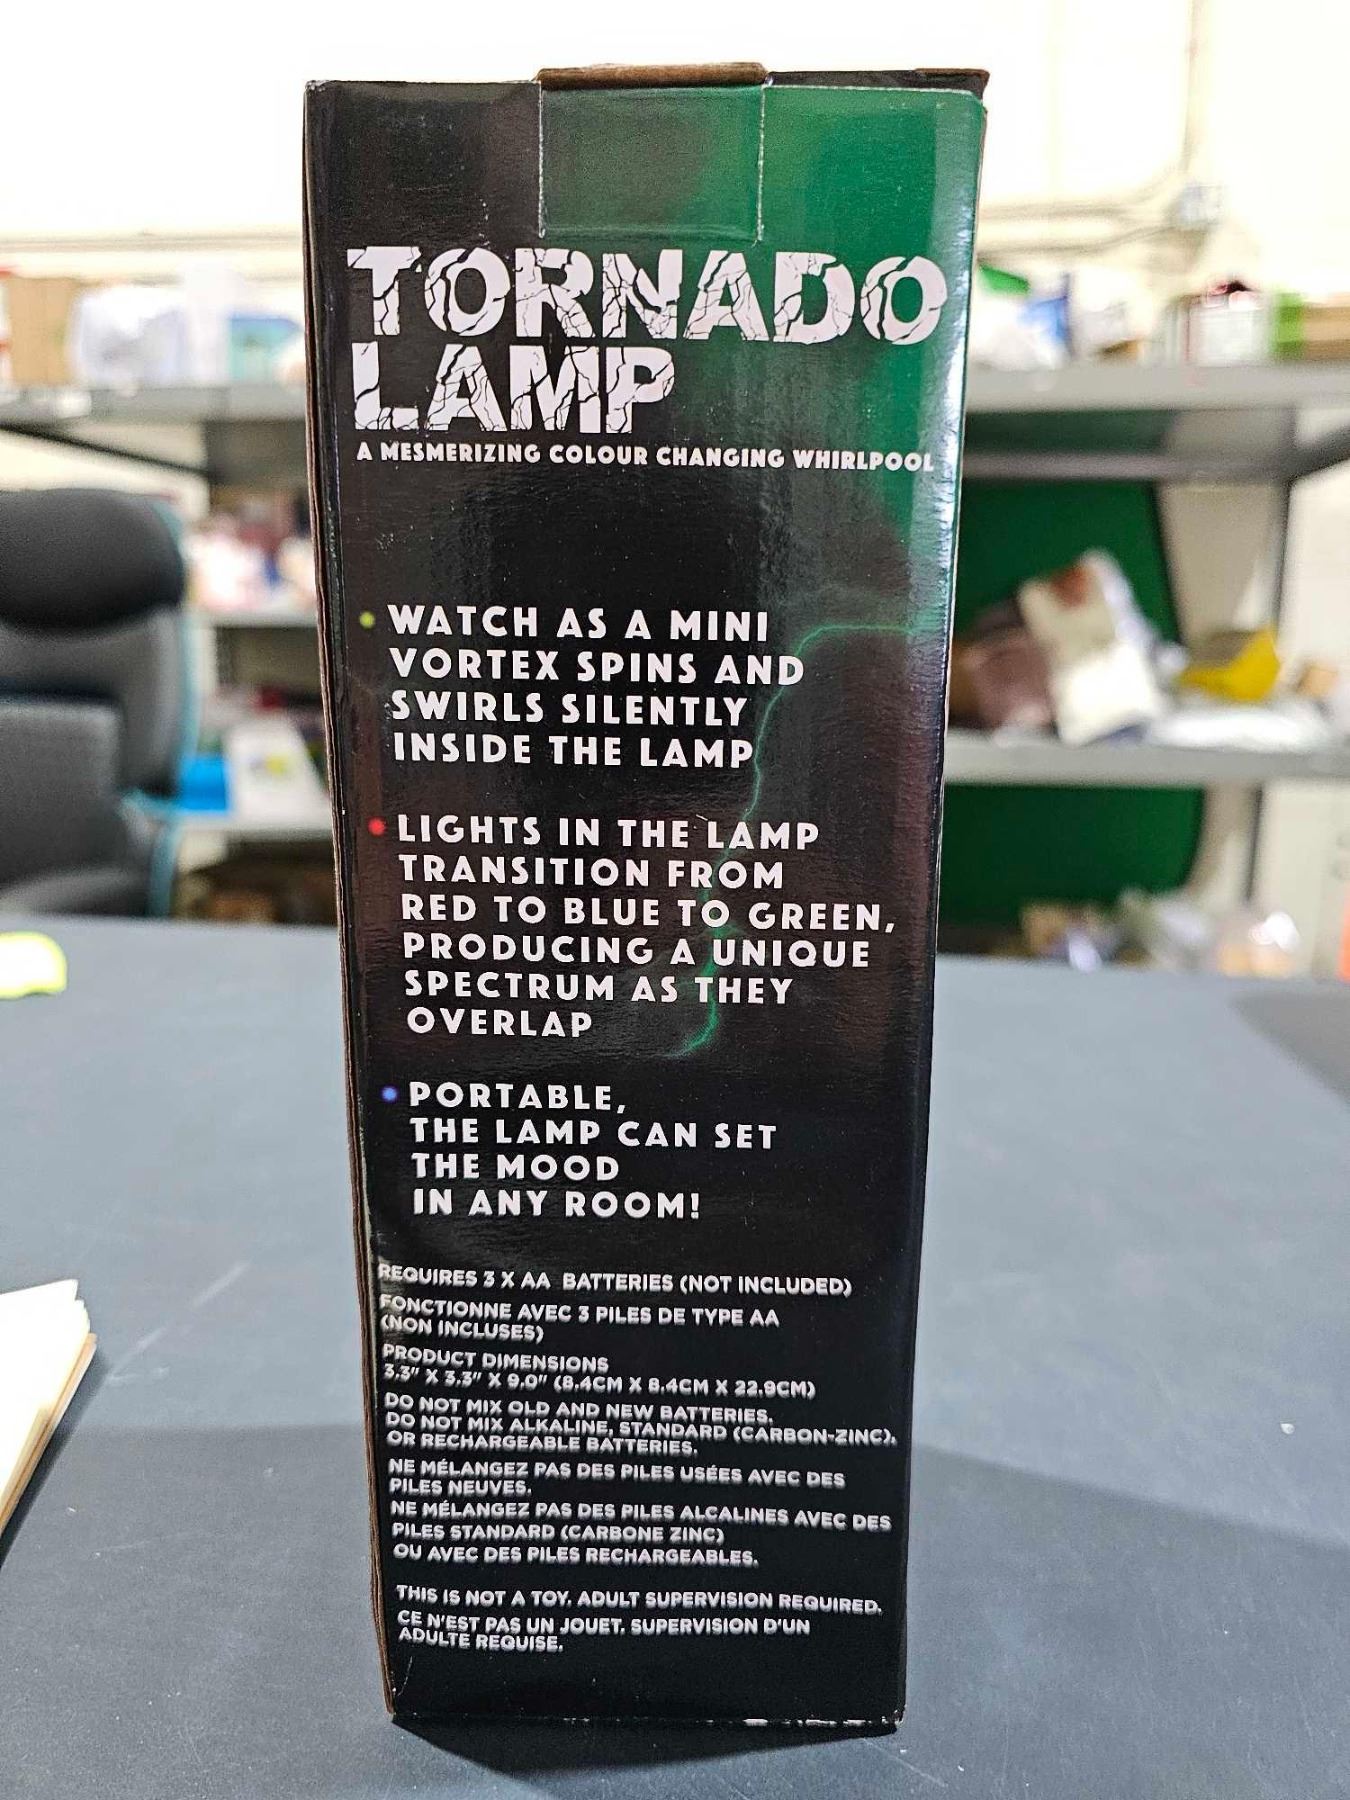 TORNADO
LAMP
A MESMERIZING COLOUR CHANGING WHIRLPOOL
• WATCH AS A MINI
VORTEX SPINS AND
SWIRLS SILENTLY
INSIDE THE LAMP
• LIGHTS IN THE LAMP
TRANSITION FROM
RED TO BLUE TO GREEN,
PRODUCING A UNIQUE
SPECTRUM AS THEY
OVERLAP
• PORTABLE,
THE LAMP CAN SET
THE MOOD
IN ANY ROOM!
REQUIRES 3 X AA BATTERIES (NOT INCLUDED)
FONCTIONNE AVEC 3 PILES DE TYPE AA
(NON INCLUSES)
PRODUCT DIMENSIONS
3.3" X 3.3" X 9.0" (8.4CM X 8.4CM X 22.9CM)
DO NOT MIX OLD AND NEW BATTERIES.
DO NOT MIX ALKALINE, STANDARD (CARBON-ZINC),
OR RECHARGEABLE BATTERIES.
NE MÉLANGEZ PAS DES PILES USÉES AVEC DES
PILES NEUVES.
NE MÉLANGEZ PAS DES PILES ALCALINES AVEC DES
PILES STANDARD (CARBONE ZINC)
OU AVEC DES PILES RECHARGEABLES.
THIS IS NOT A TOY. ADULT SUPERVISION REQUIRED.
CE N'EST PAS UN JOUET. SUPERVISION D'UN
ADULTE REQUISE.